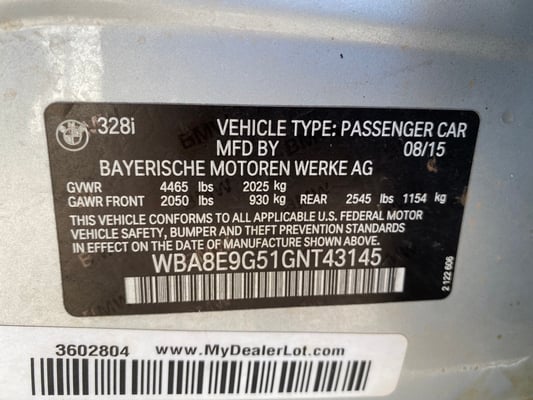 328i VEHICLE TYPE: PASSENGER CAR
MFD BY 08/15
BAYERISCHE MOTOREN WERKE AG
GVWR 4465 lbs 2025 kg
GAWR FRONT 2050 lbs 930 kg REAR 2545 lbs 1154 kg
THIS VEHICLE CONFORMS TO ALL APPLICABLE U.S. FEDERAL MOTOR
VEHICLE SAFETY, BUMPER, AND THEFT PREVENTION STANDARDS
IN EFFECT ON THE DATE OF MANUFACTURE SHOWN ABOVE.
WBA8E9G51GNT43145
2 122 606
3602804 www.MyDealerLot.com